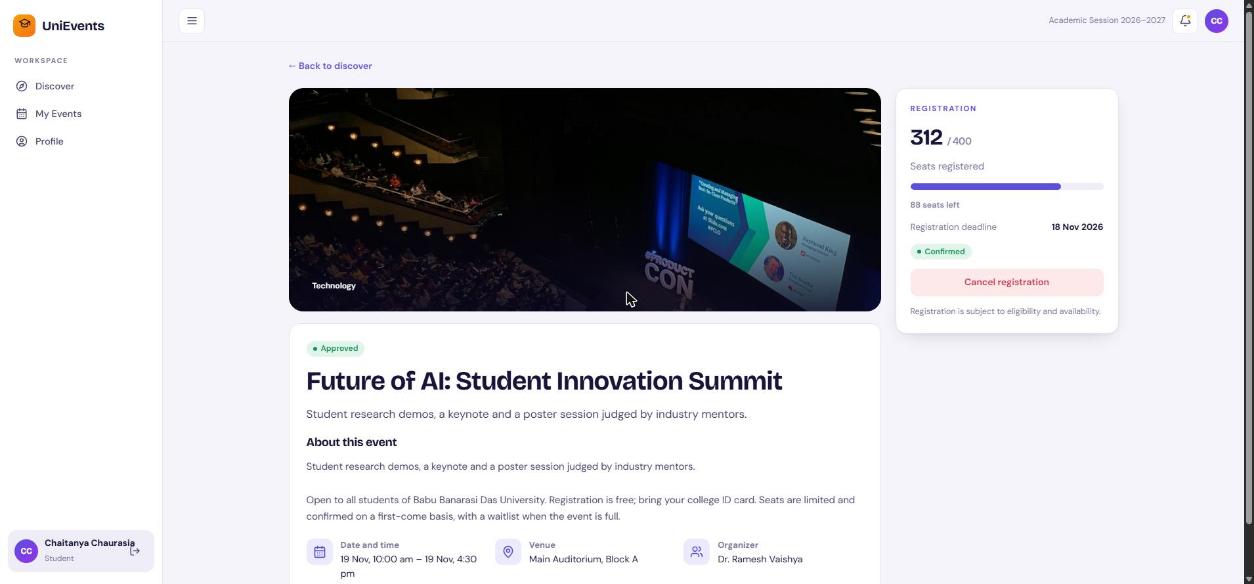 UniEvents
WORKSPACE
Discover
My Events
Profile
CC
Chaitanya Chaurasia
Student
Academic Session 2026–2027
CC
← Back to discover
Ask your questions
#PRODUCT
CON
Technology
Approved
Future of AI: Student Innovation Summit
Student research demos, a keynote and a poster session judged by industry mentors.
About this event
Student research demos, a keynote and a poster session judged by industry mentors.
Open to all students of Babu Banarasi Das University. Registration is free; bring your college ID card. Seats are limited and
confirmed on a first-come basis, with a waitlist when the event is full.
Date and time
19 Nov, 10:00 am – 19 Nov, 4:30
pm
Venue
Main Auditorium, Block A
Organizer
Dr. Ramesh Vaishya
REGISTRATION
312 / 400
Seats registered
88 seats left
Registration deadline 18 Nov 2026
Confirmed
Cancel registration
Registration is subject to eligibility and availability.